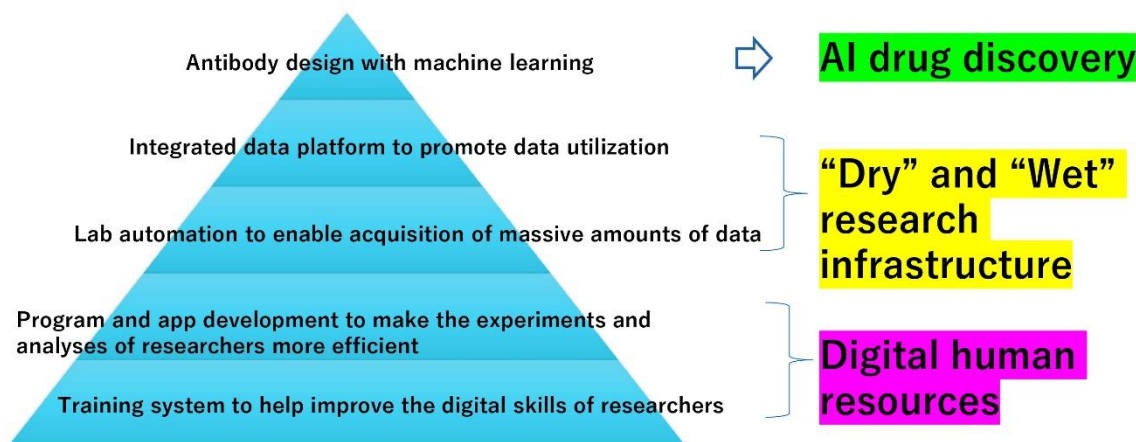 Antibody design with machine learning
AI drug discovery
Integrated data platform to promote data utilization
Lab automation to enable acquisition of massive amounts of data
“Dry” and “Wet”
research
infrastructure
Program and app development to make the experiments and
analyses of researchers more efficient
Training system to help improve the digital skills of researchers
Digital human
resources